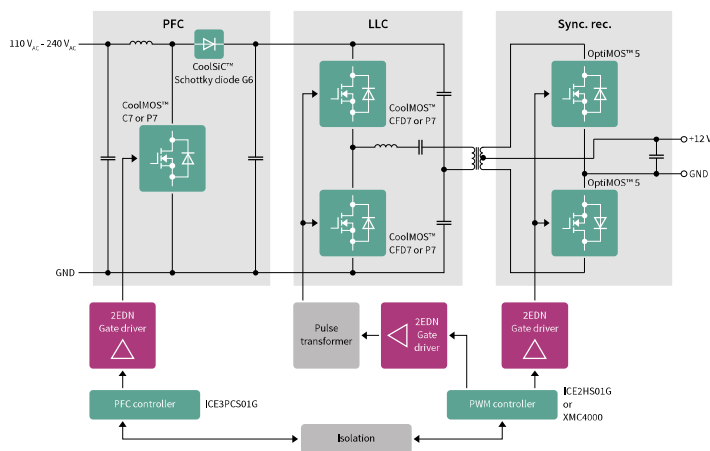 PFC
LLC
Sync. rec.
110 VAC - 240 VAC
CoolSiC™
Schottky diode G6
CoolMOS™
C7 or P7
CoolMOS™
CFD7 or P7
CoolMOS™
CFD7 or P7
OptiMOS™ 5
OptiMOS™ 5
+12 V
GND
GND
2EDN
Gate driver
Pulse
transformer
2EDN
Gate
driver
2EDN
Gate driver
PFC controller
ICE3PCS01G
PWM controller
ICE2HS01G
or
XMC4000
Isolation